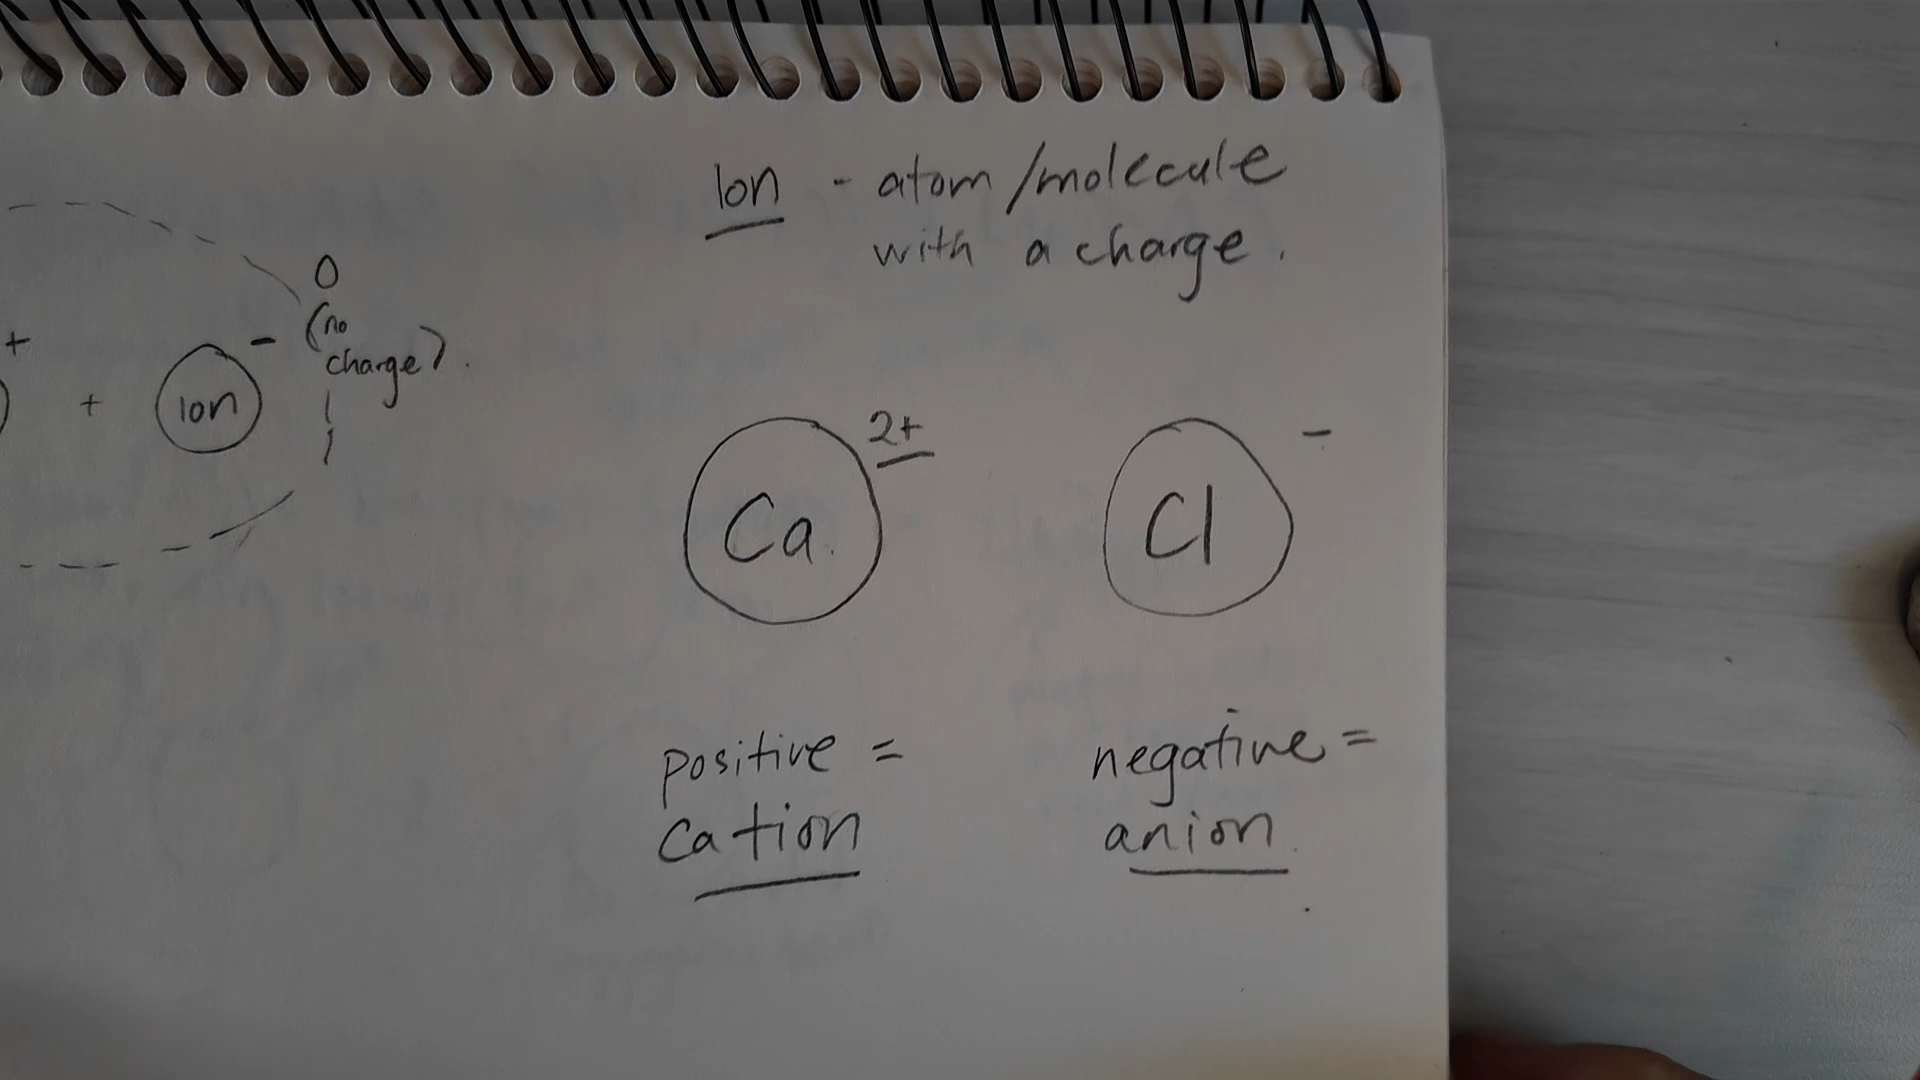 Ion - atom/molecule
with a charge.
0
(no
charge).
+
+
Ion
-
Ca
2+
Cl
-
positive =
cation
negative =
anion